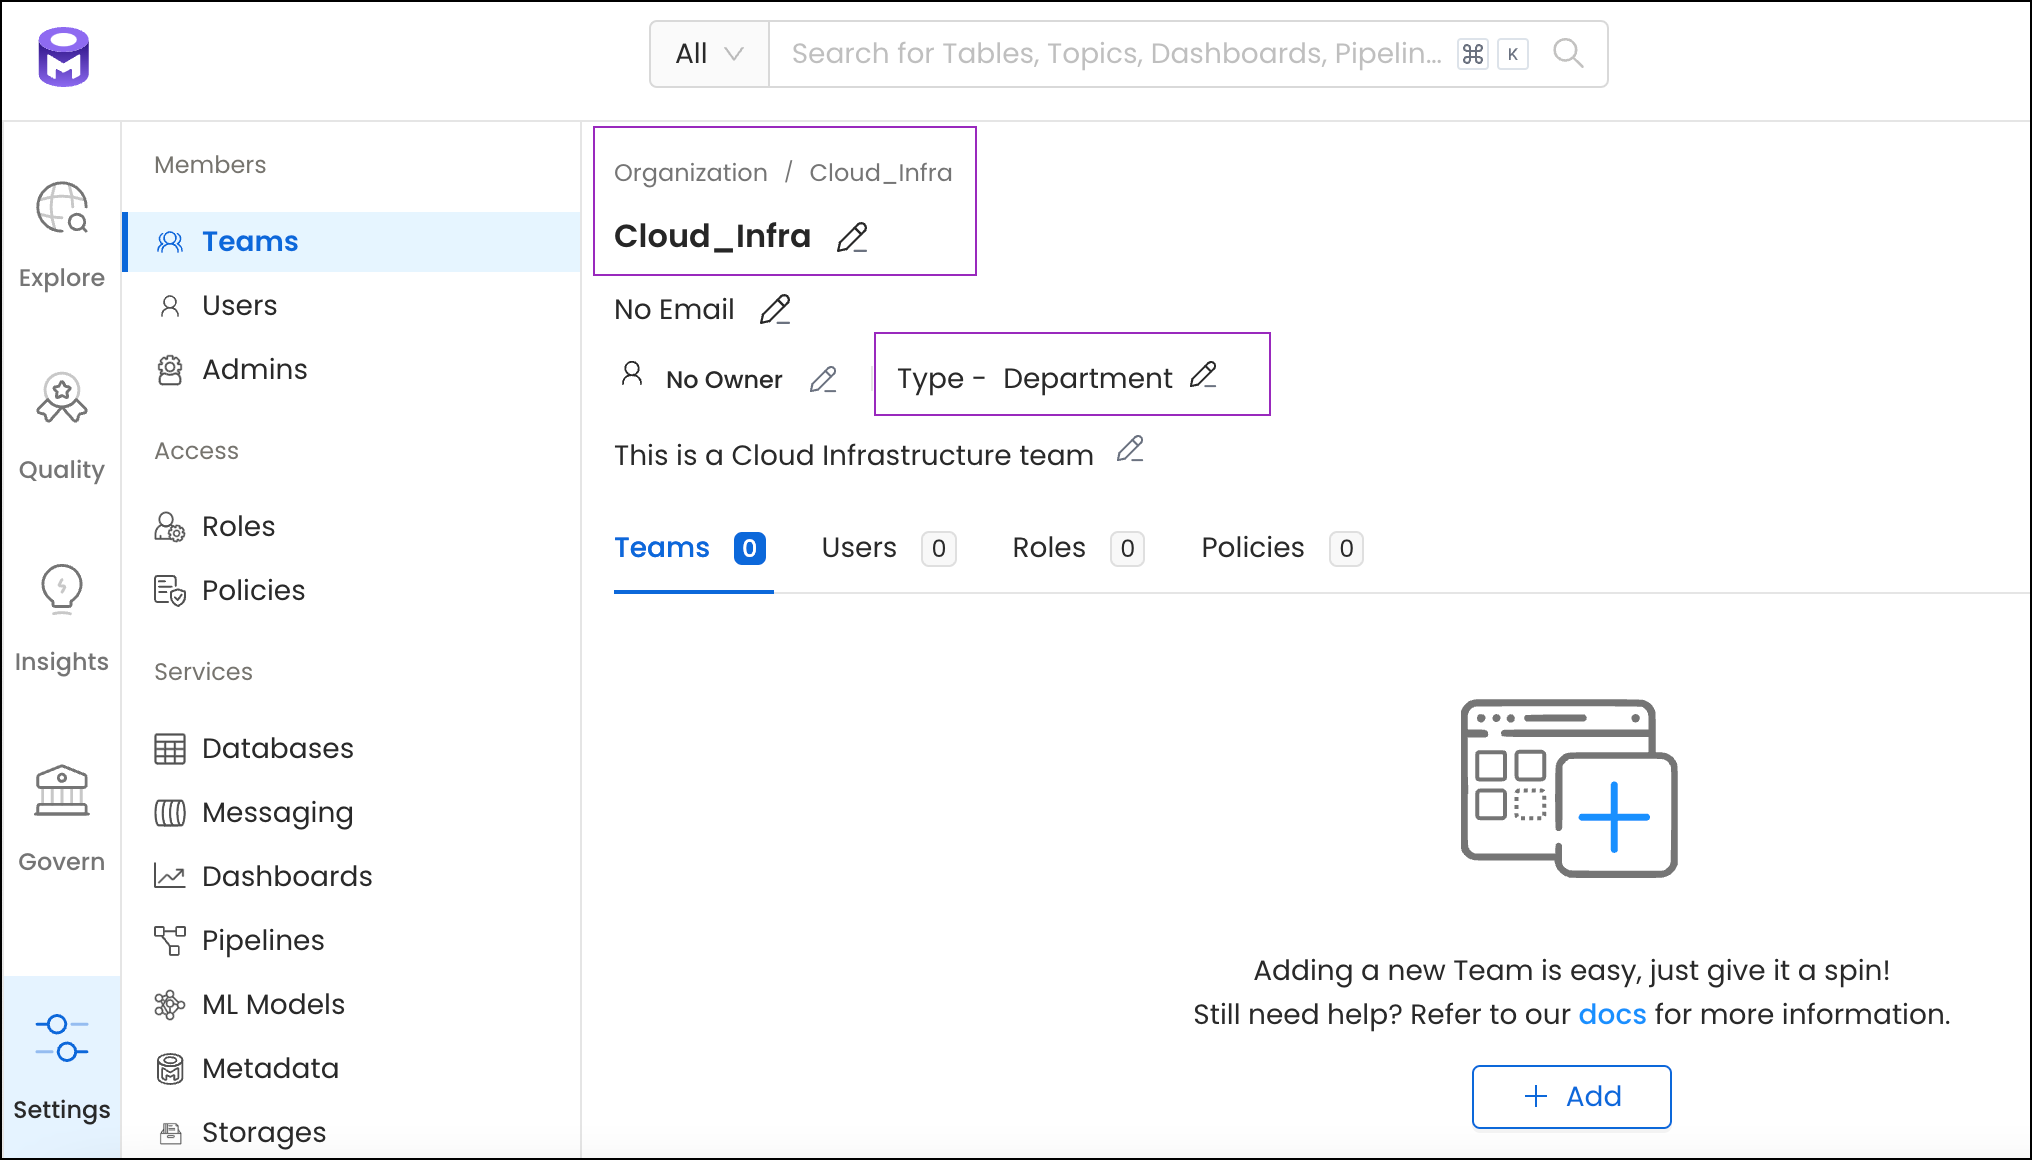 All
Search for Tables, Topics, Dashboards, Pipelin... ⌘ K
Explore
Quality
Insights
Govern
Settings
Members
Teams
Users
Admins
Access
Roles
Policies
Services
Databases
Messaging
Dashboards
Pipelines
ML Models
Metadata
Storages
Organization / Cloud_Infra
Cloud_Infra
No Email
No Owner
Type - Department
This is a Cloud Infrastructure team
Teams 0 Users 0 Roles 0 Policies 0
Adding a new Team is easy, just give it a spin!
Still need help? Refer to our docs for more information.
+ Add